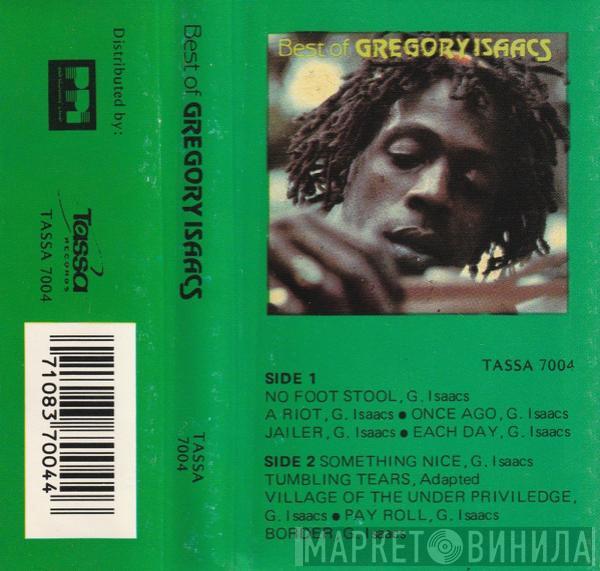 Distributed by:
Tassa
RECORDS
TASSA 7004
71083 70044
Best of GREGORY ISAACS
TASSA
7004
Best of GREGORY ISAACS
TASSA 7004
SIDE 1
NO FOOT STOOL, G. Isaacs
A RIOT, G. Isaacs ● ONCE AGO, G. Isaacs
JAILER, G. Isaacs ● EACH DAY, G. Isaacs
SIDE 2 SOMETHING NICE, G. Isaacs
TUMBLING TEARS, Adapted
VILLAGE OF THE UNDER PRIVILEDGE,
G. Isaacs ● PAY ROLL, G. Isaacs
BORDER, G. Isaacs
МАРКЕТ ВИНИЛА